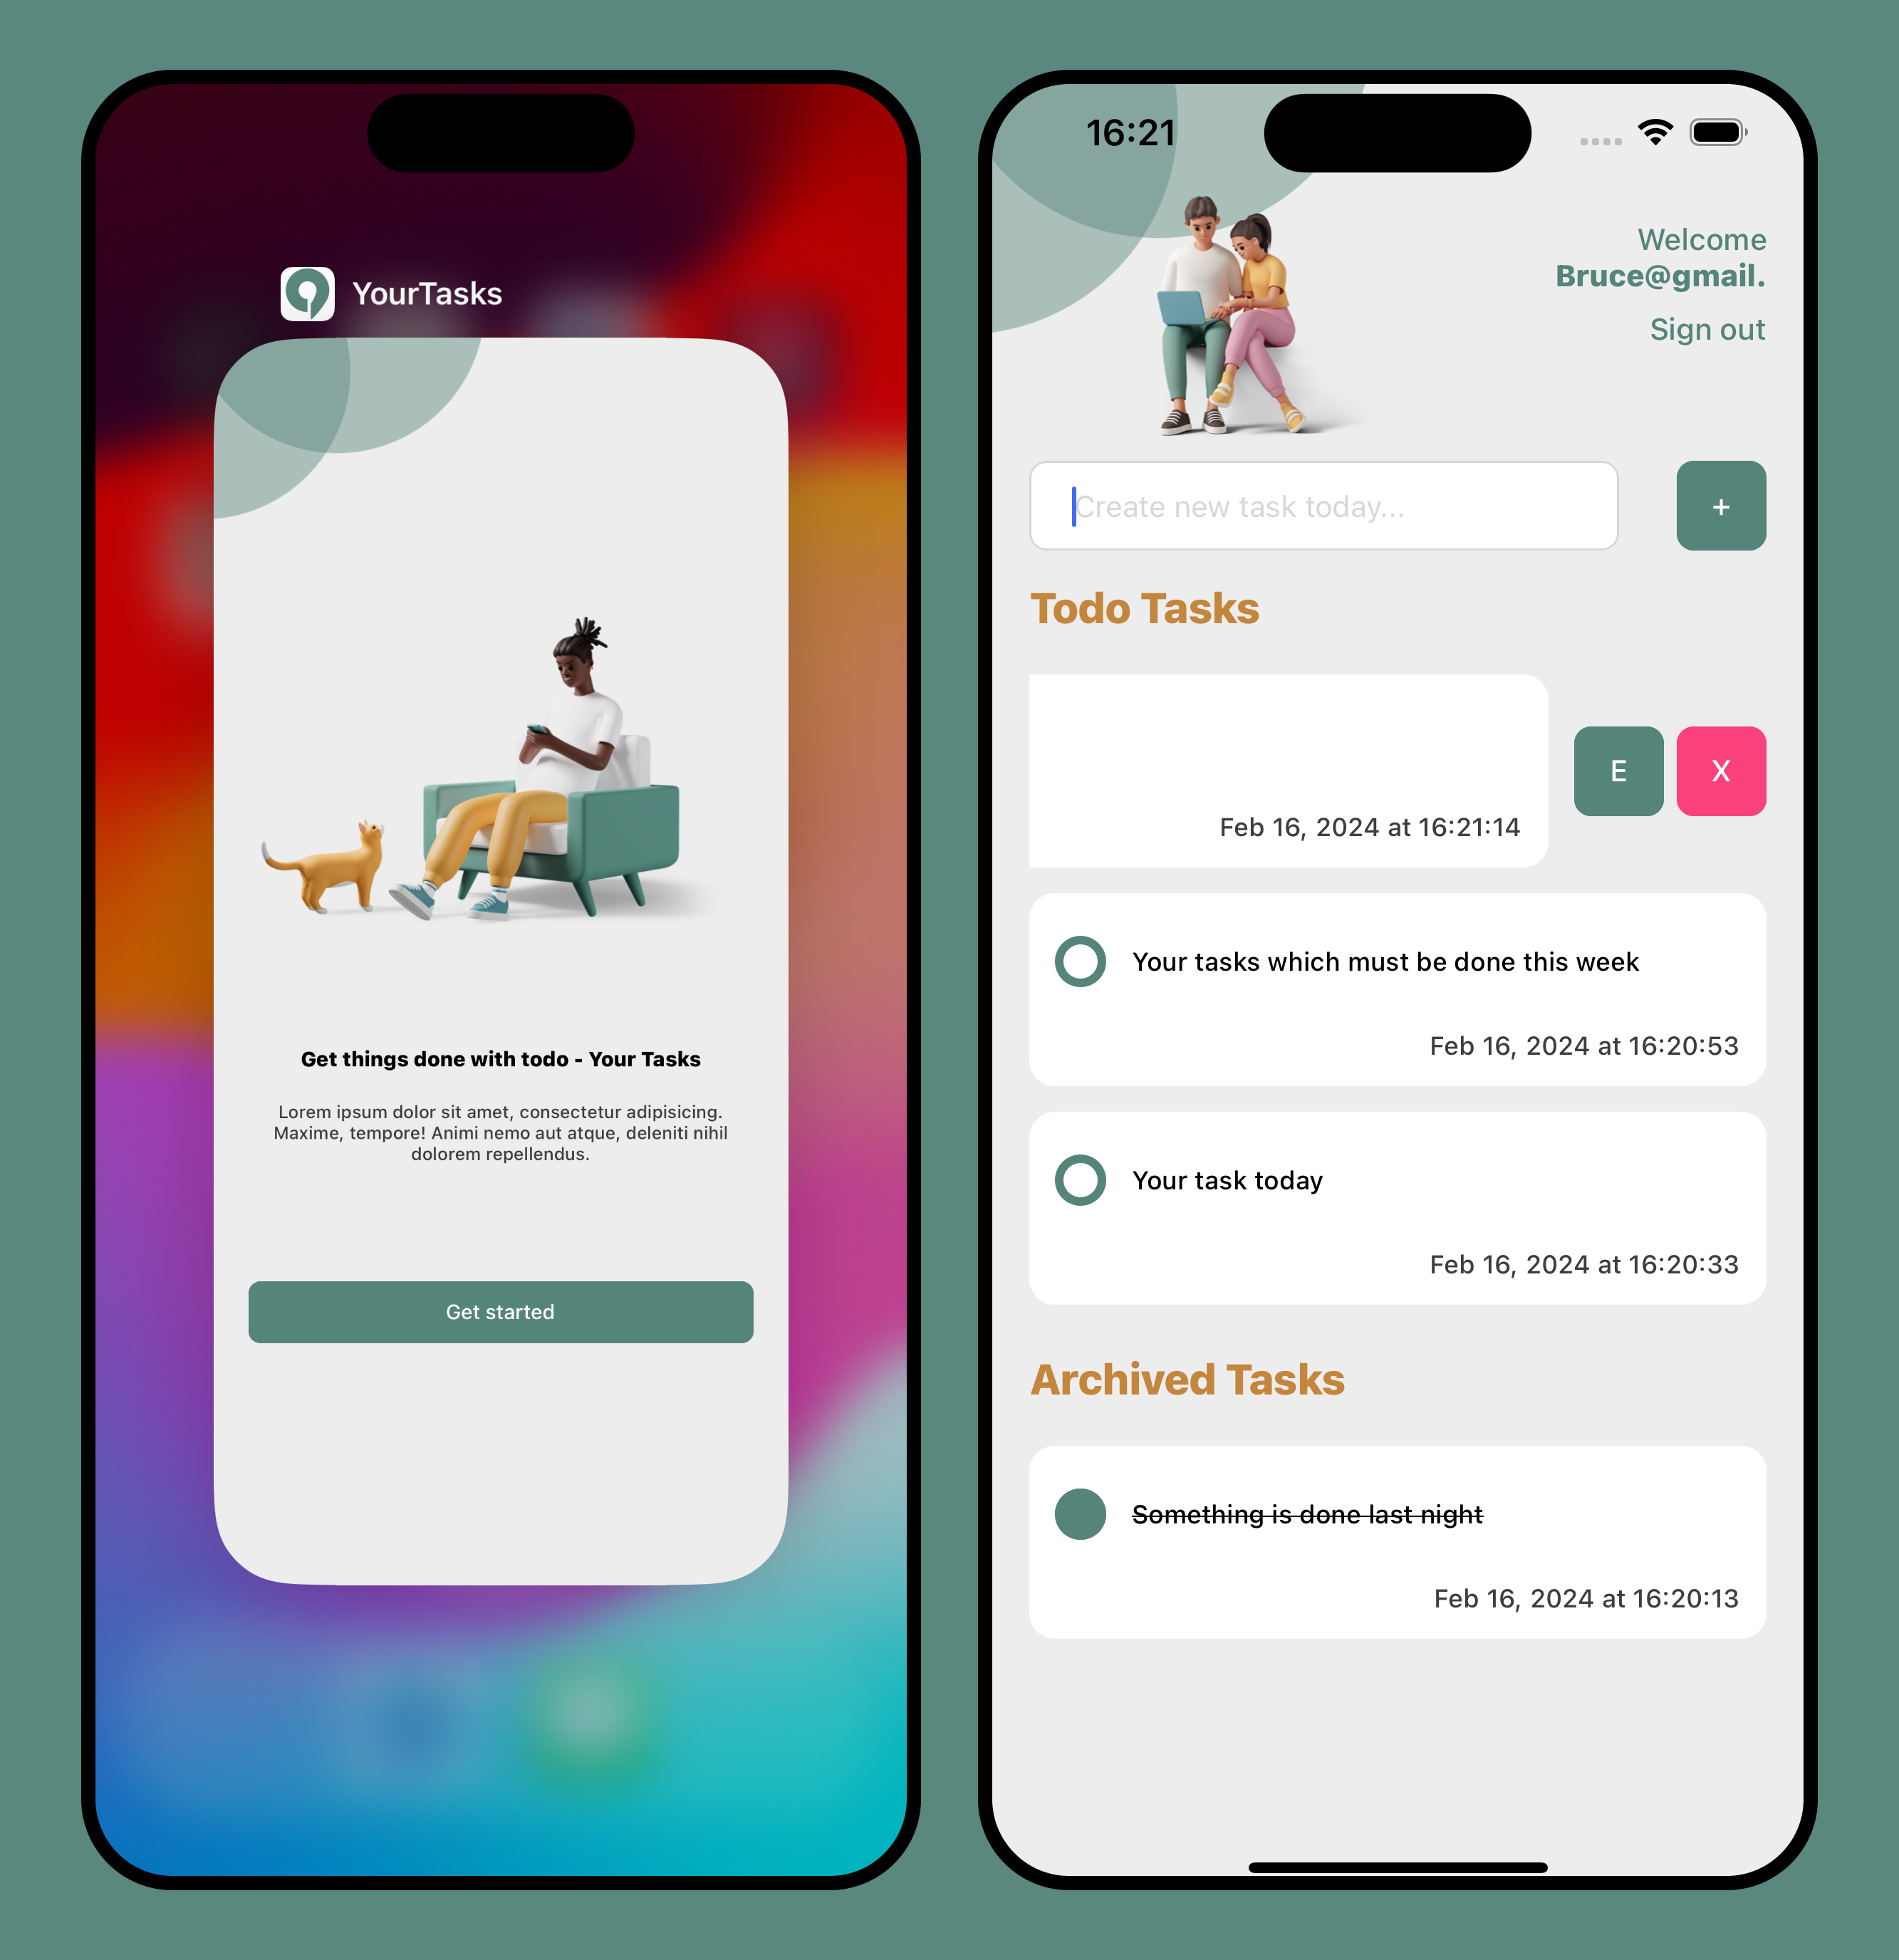 YourTasks
Get things done with todo - Your Tasks
Lorem ipsum dolor sit amet, consectetur adipisicing.
Maxime, tempore! Animi nemo aut atque, deleniti nihil
dolorem repellendus.
Get started
16:21
Welcome
Bruce@gmail.
Sign out
Create new task today...
+
Todo Tasks
Feb 16, 2024 at 16:21:14
E
X
Your tasks which must be done this week
Feb 16, 2024 at 16:20:53
Your task today
Feb 16, 2024 at 16:20:33
Archived Tasks
Something is done last night
Feb 16, 2024 at 16:20:13